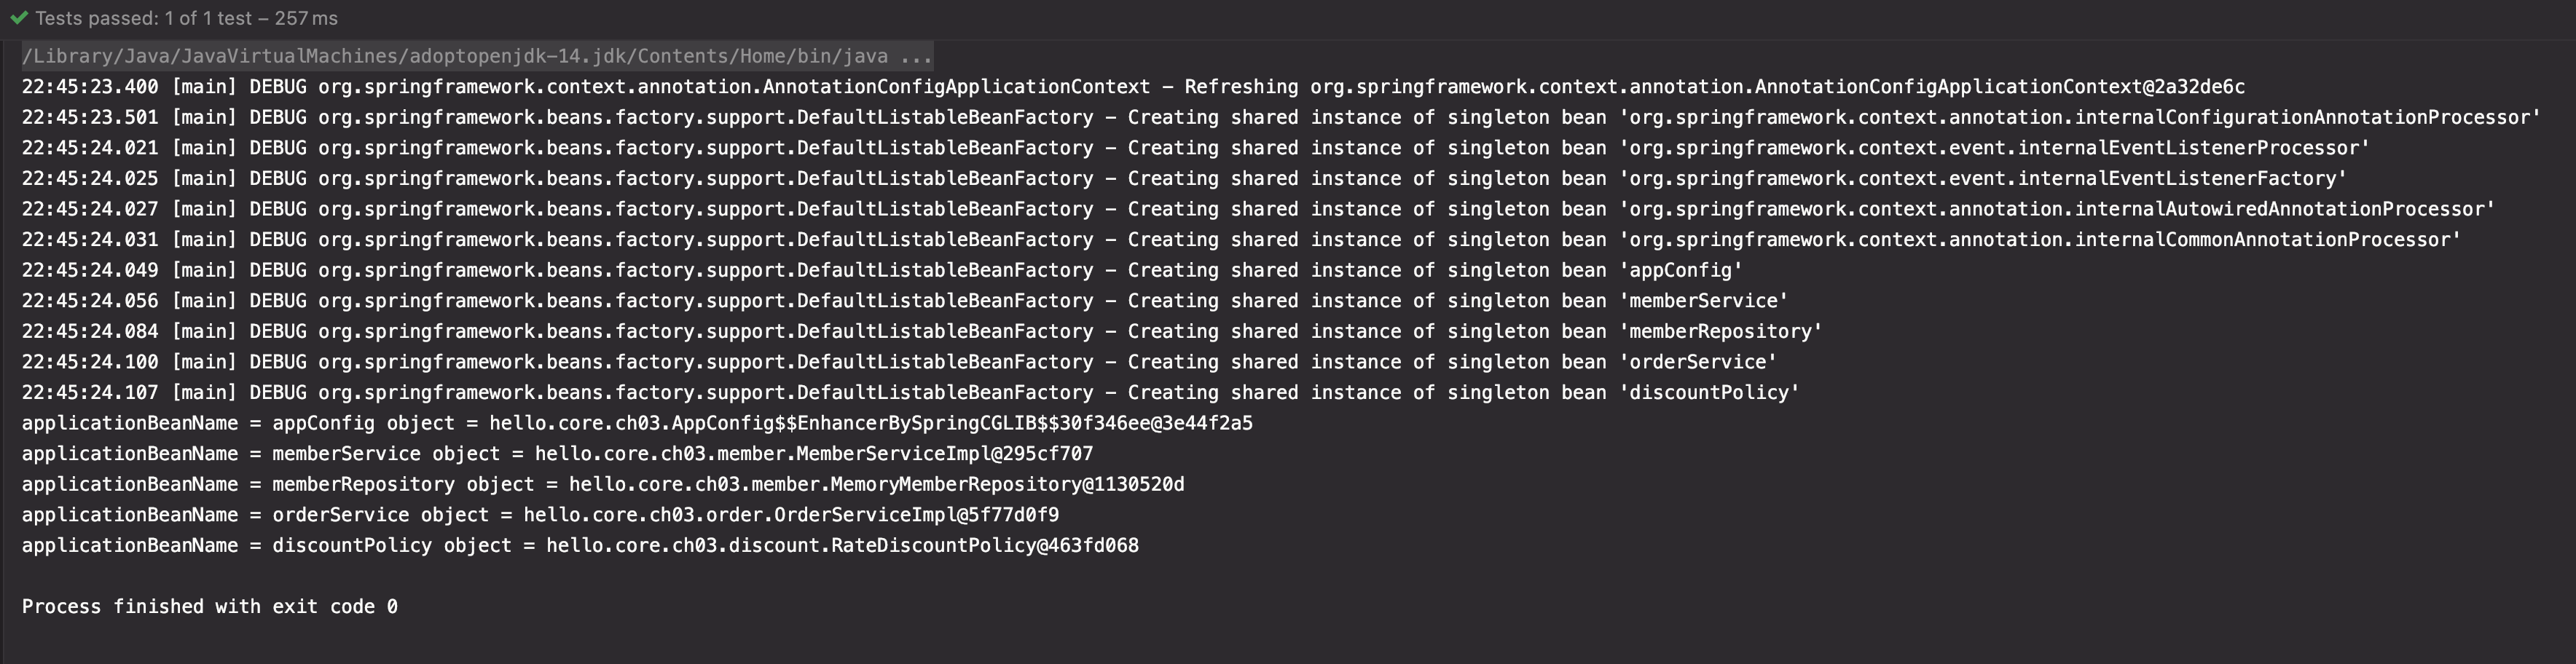 Tests passed: 1 of 1 test – 257 ms
/Library/Java/JavaVirtualMachines/adoptopenjdk-14.jdk/Contents/Home/bin/java ...
22:45:23.400 [main] DEBUG org.springframework.context.annotation.AnnotationConfigApplicationContext - Refreshing org.springframework.context.annotation.AnnotationConfigApplicationContext@2a32de6c
22:45:23.501 [main] DEBUG org.springframework.beans.factory.support.DefaultListableBeanFactory - Creating shared instance of singleton bean 'org.springframework.context.annotation.internalConfigurationAnnotationProcessor'
22:45:24.021 [main] DEBUG org.springframework.beans.factory.support.DefaultListableBeanFactory - Creating shared instance of singleton bean 'org.springframework.context.event.internalEventListenerProcessor'
22:45:24.025 [main] DEBUG org.springframework.beans.factory.support.DefaultListableBeanFactory - Creating shared instance of singleton bean 'org.springframework.context.event.internalEventListenerFactory'
22:45:24.027 [main] DEBUG org.springframework.beans.factory.support.DefaultListableBeanFactory - Creating shared instance of singleton bean 'org.springframework.context.annotation.internalAutowiredAnnotationProcessor'
22:45:24.031 [main] DEBUG org.springframework.beans.factory.support.DefaultListableBeanFactory - Creating shared instance of singleton bean 'org.springframework.context.annotation.internalCommonAnnotationProcessor'
22:45:24.049 [main] DEBUG org.springframework.beans.factory.support.DefaultListableBeanFactory - Creating shared instance of singleton bean 'appConfig'
22:45:24.056 [main] DEBUG org.springframework.beans.factory.support.DefaultListableBeanFactory - Creating shared instance of singleton bean 'memberService'
22:45:24.084 [main] DEBUG org.springframework.beans.factory.support.DefaultListableBeanFactory - Creating shared instance of singleton bean 'memberRepository'
22:45:24.100 [main] DEBUG org.springframework.beans.factory.support.DefaultListableBeanFactory - Creating shared instance of singleton bean 'orderService'
22:45:24.107 [main] DEBUG org.springframework.beans.factory.support.DefaultListableBeanFactory - Creating shared instance of singleton bean 'discountPolicy'
applicationBeanName = appConfig object = hello.core.ch03.AppConfig$$EnhancerBySpringCGLIB$$30f346ee@3e44f2a5
applicationBeanName = memberService object = hello.core.ch03.member.MemberServiceImpl@295cf707
applicationBeanName = memberRepository object = hello.core.ch03.member.MemoryMemberRepository@1130520d
applicationBeanName = orderService object = hello.core.ch03.order.OrderServiceImpl@5f77d0f9
applicationBeanName = discountPolicy object = hello.core.ch03.discount.RateDiscountPolicy@463fd068
Process finished with exit code 0